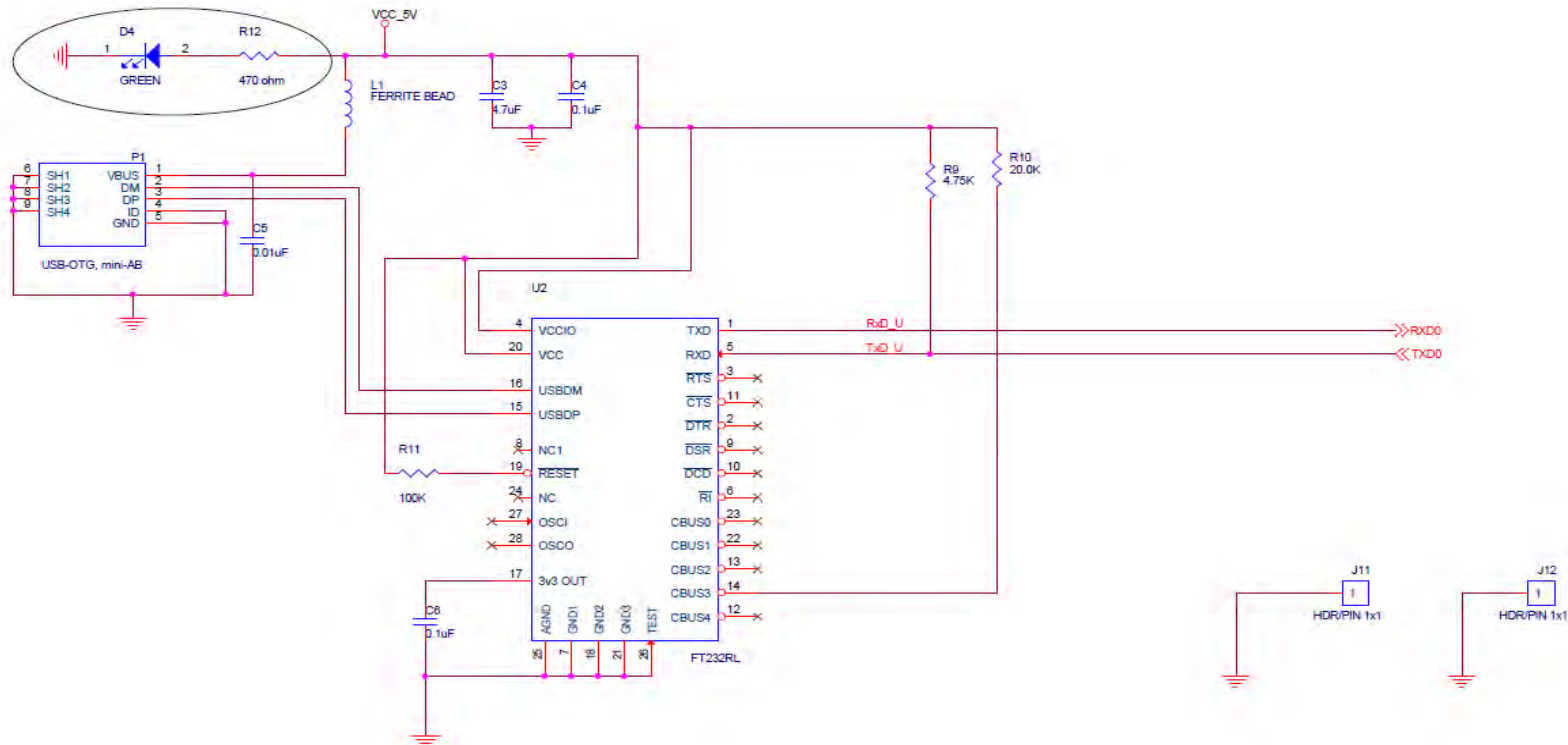 VCC_5V
D4
1
2
GREEN
R12
470 ohm
L1
FERRITE BEAD
C3
4.7uF
C4
0.1uF
R9
4.75K
R10
20.0K
P1
6 SH1 VBUS 1
7 SH2 DM 2
8 SH3 DP 3
9 SH4 ID 4
GND 5
USB-OTG, mini-AB
C5
0.01uF
U2
4 VCCIO TXD 1 RxD_U RXD0
20 VCC RXD 5 TxD_U TXD0
RTS 3
16 USBDM CTS 11
15 USBDP DTR 2
8 NC1 DSR 9
R11
100K
19 RESET DCD 10
24 NC RI 6
27 OSCI CBUS0 23
28 OSCO CBUS1 22
CBUS2 13
17 3v3 OUT CBUS3 14
CBUS4 12
C6
0.1uF
AGND GND1 GND2 GND3 TEST
25 7 18 21 26
FT232RL
J11
1
HDR/PIN 1x1
J12
1
HDR/PIN 1x1